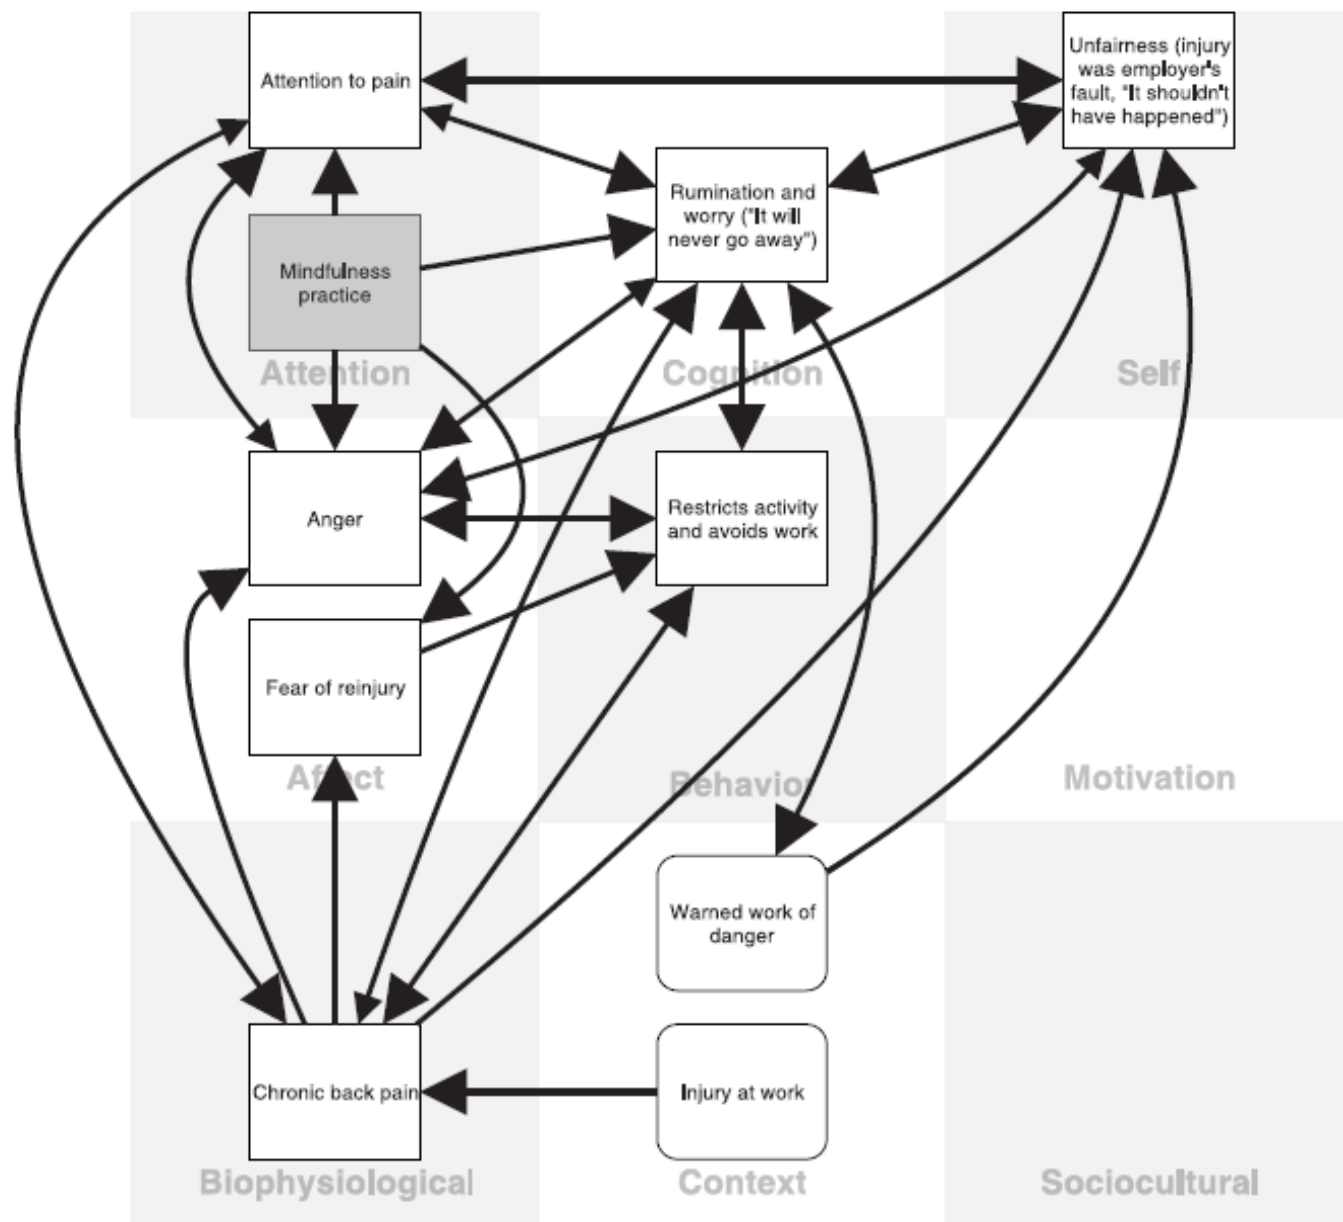 Attention to pain
Unfairness (injury
was employer's
fault, "It shouldn't
have happened")
Rumination and
worry ("It will
never go away")
Mindfulness
practice
Attention
Cognition
Self
Anger
Restricts activity
and avoids work
Fear of reinjury
Affect
Behavior
Motivation
Warned work of
danger
Chronic back pain
Injury at work
Biophysiological
Context
Sociocultural